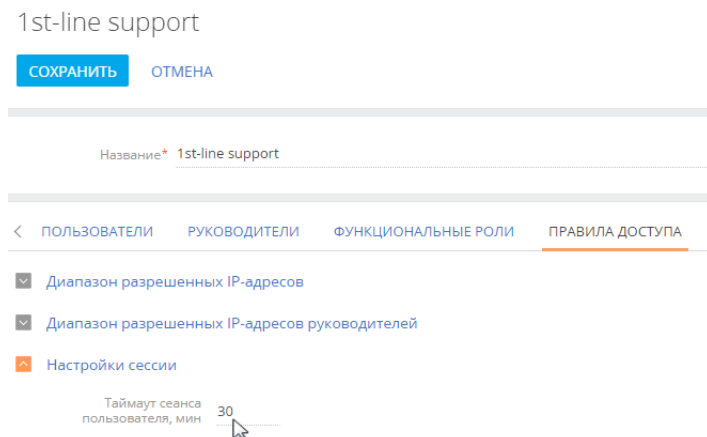 1st-line support
СОХРАНИТЬ ОТМЕНА
Название* 1st-line support
ПОЛЬЗОВАТЕЛИ РУКОВОДИТЕЛИ ФУНКЦИОНАЛЬНЫЕ РОЛИ ПРАВИЛА ДОСТУПА
Диапазон разрешенных IP-адресов
Диапазон разрешенных IP-адресов руководителей
Настройки сессии
Таймаут сеанса
пользователя, мин 30